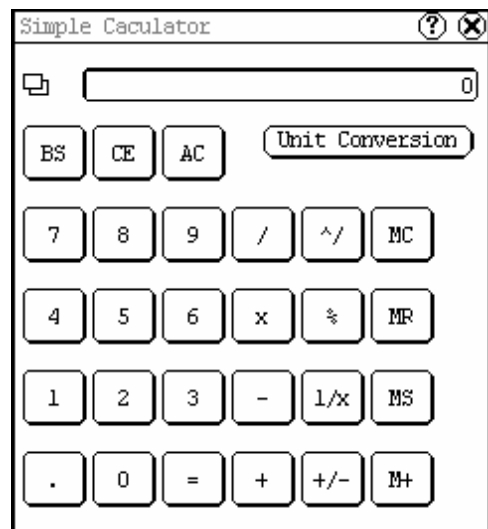 Simple Caculator ?
0
BS CE AC Unit Conversion
7 8 9 / ^/ MC
4 5 6 x % MR
1 2 3 - 1/x MS
. 0 = + +/- M+